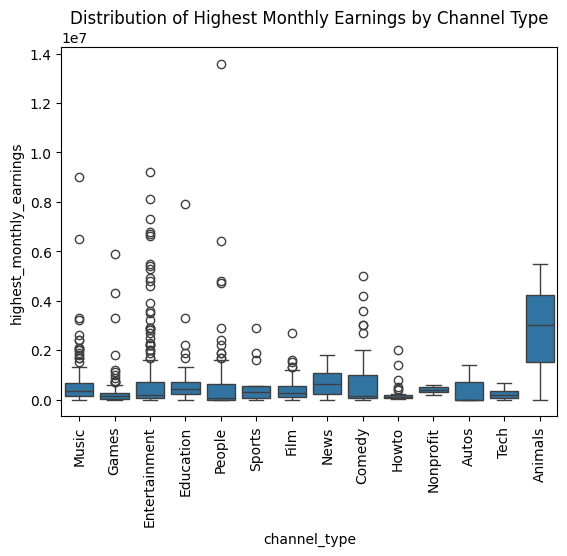 Distribution of Highest Monthly Earnings by Channel Type
1e7
1.4
1.2
1.0
0.8
0.6
0.4
0.2
0.0
highest_monthly_earnings
Music
Games
Entertainment
Education
People
Sports
Film
News
Comedy
Howto
Nonprofit
Autos
Tech
Animals
channel_type